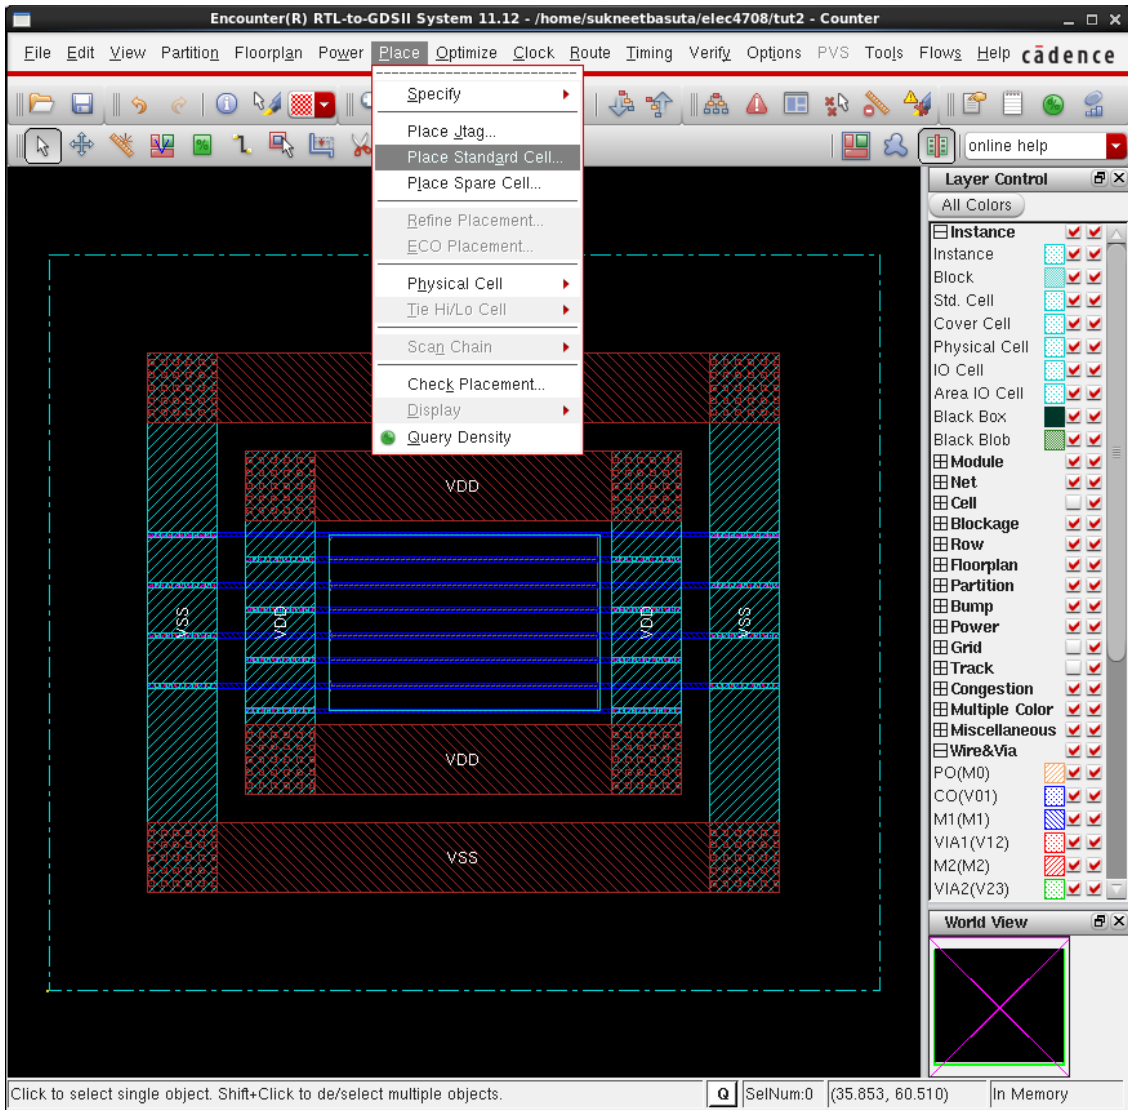 Encounter(R) RTL-to-GDSII System 11.12 - /home/sukneetbasuta/elec4708/tut2 - Counter
File Edit View Partition Floorplan Power Place Optimize Clock Route Timing Verify Options PVS Tools Flows Help cādence
Specify
Place Jtag...
Place Standard Cell...
Place Spare Cell...
Refine Placement...
ECO Placement...
Physical Cell
Tie Hi/Lo Cell
Scan Chain
Check Placement...
Display
Query Density
online help
Layer Control
All Colors
Instance
Instance
Block
Std. Cell
Cover Cell
Physical Cell
IO Cell
Area IO Cell
Black Box
Black Blob
Module
Net
Cell
Blockage
Row
Floorplan
Partition
Bump
Power
Grid
Track
Congestion
Multiple Color
Miscellaneous
Wire&Via
PO(M0)
CO(V01)
M1(M1)
VIA1(V12)
M2(M2)
VIA2(V23)
World View
VDD
VSS
VDD
VDD
VSS
VDD
VSS
Click to select single object. Shift+Click to de/select multiple objects.
Q
SelNum:0
(35.853, 60.510)
In Memory